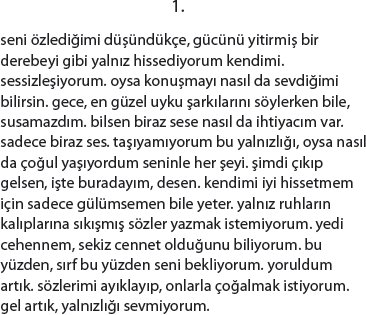 1.
seni özlediğimi düşündükçe, gücünü yitirmiş bir
derebeyi gibi yalnız hissediyorum kendimi.
sessizleşiyorum. oysa konuşmayı nasıl da sevdiğimi
bilirsin. gece, en güzel uyku şarkılarını söylerken bile,
susamazdım. bilsen biraz sese nasıl da ihtiyacım var.
sadece biraz ses. taşıyamıyorum bu yalnızlığı, oysa nasıl
da çoğul yaşıyordum seninle her şeyi. şimdi çıkıp
gelsen, işte buradayım, desen. kendimi iyi hissetmem
için sadece gülümsemen bile yeter. yalnız ruhların
kalıplarına sıkışmış sözler yazmak istemiyorum. yedi
cehennem, sekiz cennet olduğunu biliyorum. bu
yüzden, sırf bu yüzden seni bekliyorum. yoruldum
artık. sözlerimi ayıklayıp, onlarla çoğalmak istiyorum.
gel artık, yalnızlığı sevmiyorum.